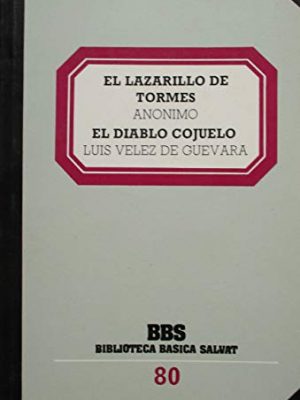 EL LAZARILLO DE
TORMES
ANONIMO
EL DIABLO COJUELO
LUIS VELEZ DE GUEVARA
BBS
BIBLIOTECA BASICA SALVAT
80